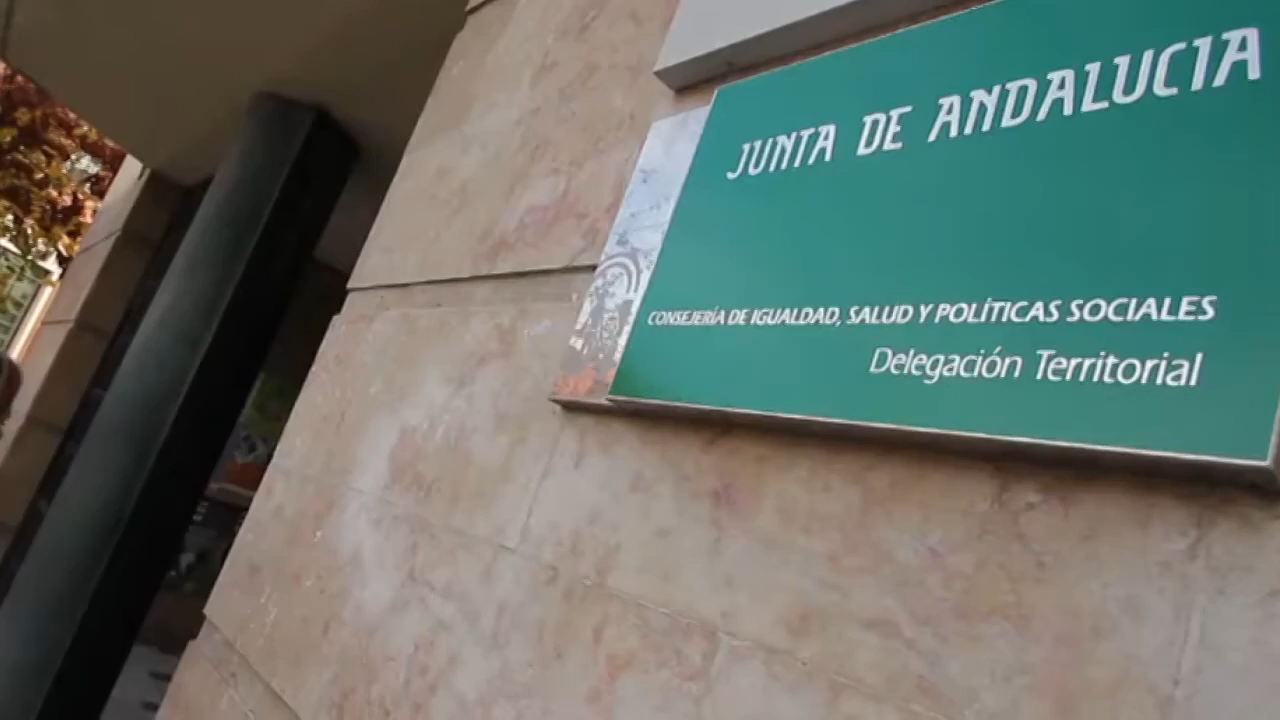 JUNTA DE ANDALUCIA
CONSEJERÍA DE IGUALDAD, SALUD Y POLÍTICAS SOCIALES
Delegación Territorial